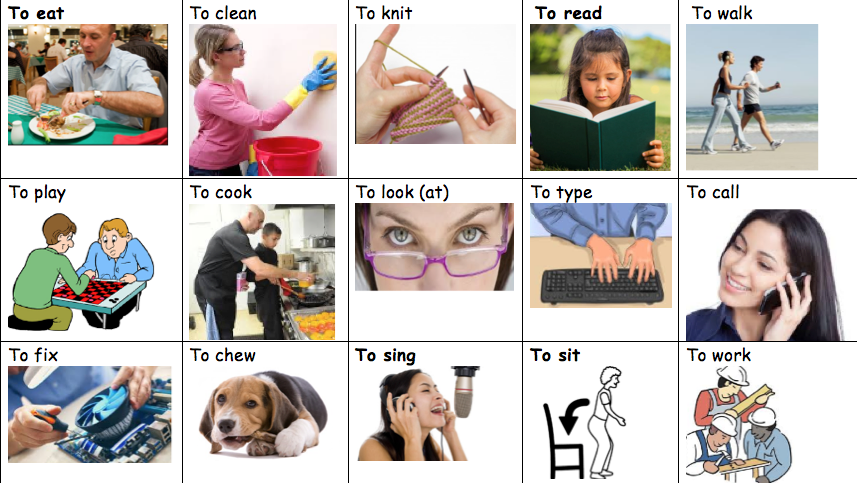 To eat
To clean
To knit
To read
To walk
To play
To cook
To look (at)
To type
To call
To fix
To chew
To sing
To sit
To work